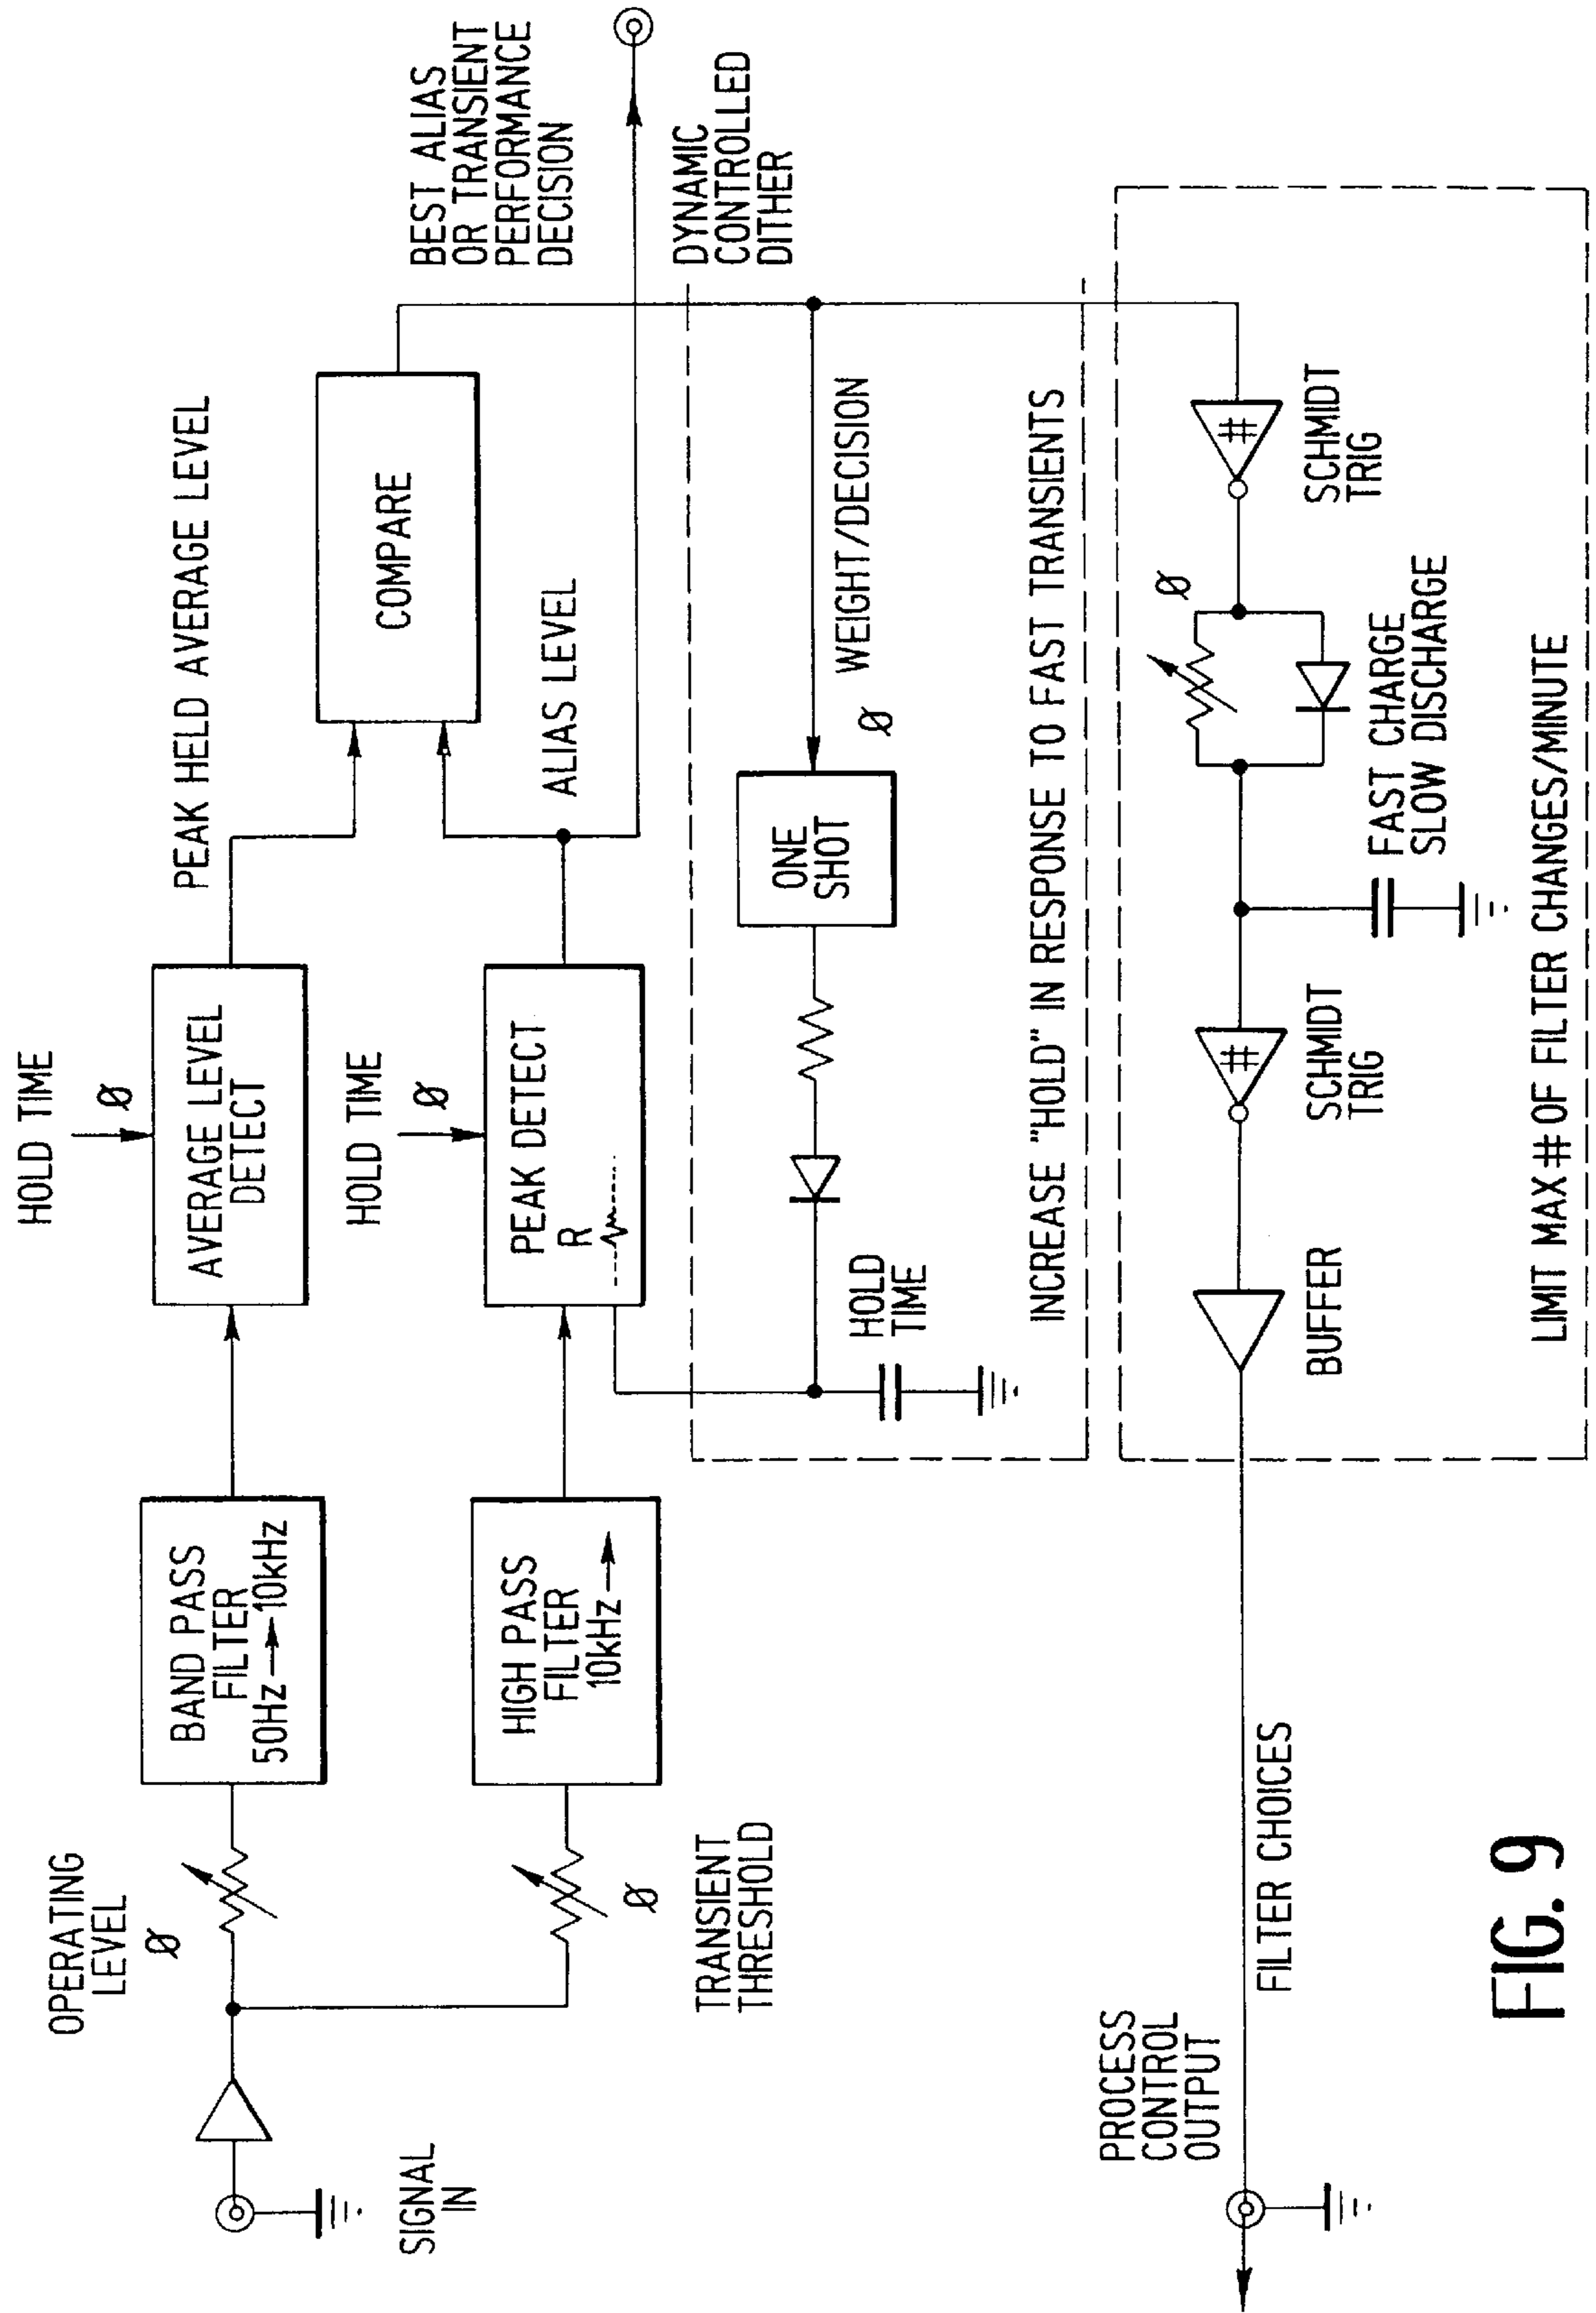 HOLD TIME
Ø
OPERATING
LEVEL
Ø
BAND PASS
FILTER
50Hz→10kHz
AVERAGE LEVEL
DETECT
PEAK HELD AVERAGE LEVEL
SIGNAL
IN
HOLD TIME
Ø
HIGH PASS
FILTER
10kHz→
PEAK DETECT
R
COMPARE
ALIAS LEVEL
BEST ALIAS
OR TRANSIENT
PERFORMANCE
DECISION
TRANSIENT
THRESHOLD
Ø
DYNAMIC
CONTROLLED
DITHER
ONE
SHOT
WEIGHT/DECISION
Ø
HOLD
TIME
INCREASE "HOLD" IN RESPONSE TO FAST TRANSIENTS
PROCESS
CONTROL
OUTPUT
FILTER CHOICES
BUFFER
SCHMIDT
TRIG
Ø
FAST CHARGE
SLOW DISCHARGE
SCHMIDT
TRIG
LIMIT MAX # OF FILTER CHANGES/MINUTE
FIG. 9